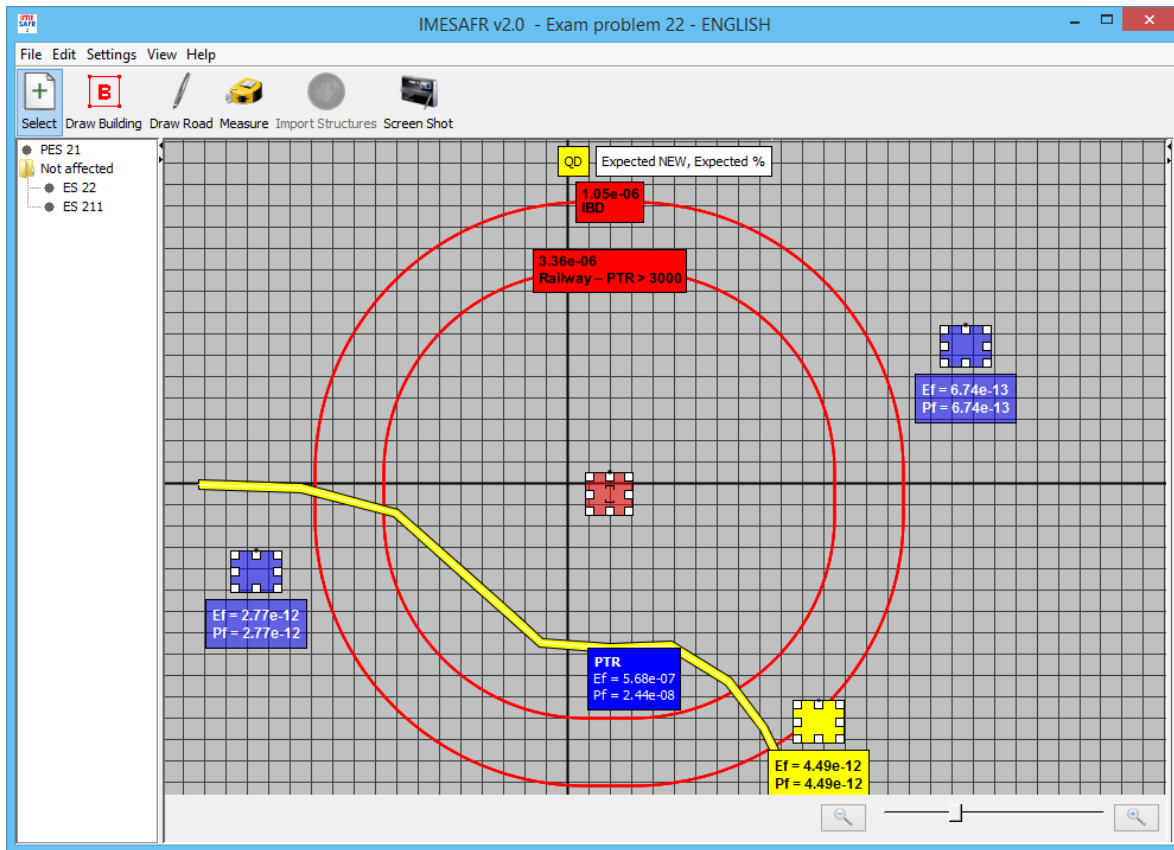 IME
SAFR
2
IMESAFR v2.0 - Exam problem 22 - ENGLISH
File Edit Settings View Help
B
Select Draw Building Draw Road Measure Import Structures Screen Shot
PES 21
Not affected
ES 22
ES 211
QD Expected NEW, Expected %
1.05e-06
IBD
3.36e-06
Railway – PTR > 3000
Ef = 6.74e-13
Pf = 6.74e-13
Ef = 2.77e-12
Pf = 2.77e-12
PTR
Ef = 5.68e-07
Pf = 2.44e-08
Ef = 4.49e-12
Pf = 4.49e-12